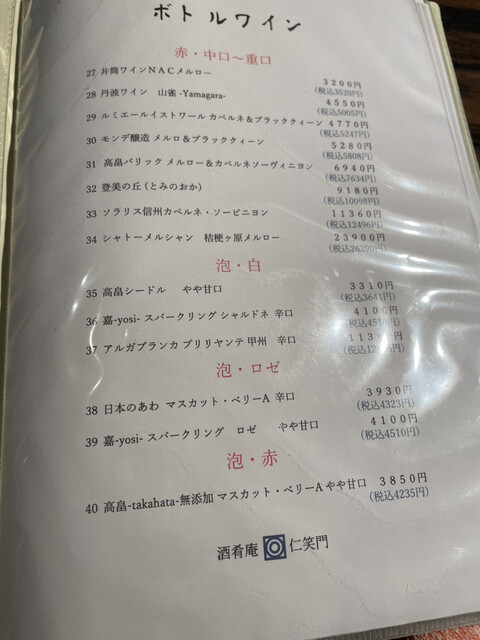 ボトルワイン
赤・中口～重口
27 井筒ワインNACメルロー 3200円
(税込3520円)
28 丹波ワイン 山雀 -Yamagara- 4550円
(税込5005円)
29 ルミエールイストワール カベルネ&ブラッククィーン 4770円
(税込5247円)
30 モンデ醸造 メルロ&ブラッククィーン 5280円
(税込5808円)
31 高畠バリック メルロー&カベルネソーヴィニヨン 6940円
(税込7634円)
32 登美の丘(とみのおか) 9180円
(税込10098円)
33 ソラリス信州カベルネ・ソービニヨン 11360円
(税込12496円)
34 シャトーメルシャン 桔梗ヶ原メルロー 23900円
泡・白
35 高畠シードル やや甘口 3310円
(税込3641円)
36 嘉-yosi- スパークリング シャルドネ 辛口 4100円
37 アルガブランカ ブリリヤンテ 甲州 辛口
泡・ロゼ
38 日本のあわ マスカット・ベリーA 辛口 3930円
(税込4323円)
39 嘉-yosi- スパークリング ロゼ やや甘口 4100円
(税込4510円)
泡・赤
40 高畠-takahata-無添加 マスカット・ベリーA やや甘口 3850円
(税込4235円)
酒肴庵 仁笑門